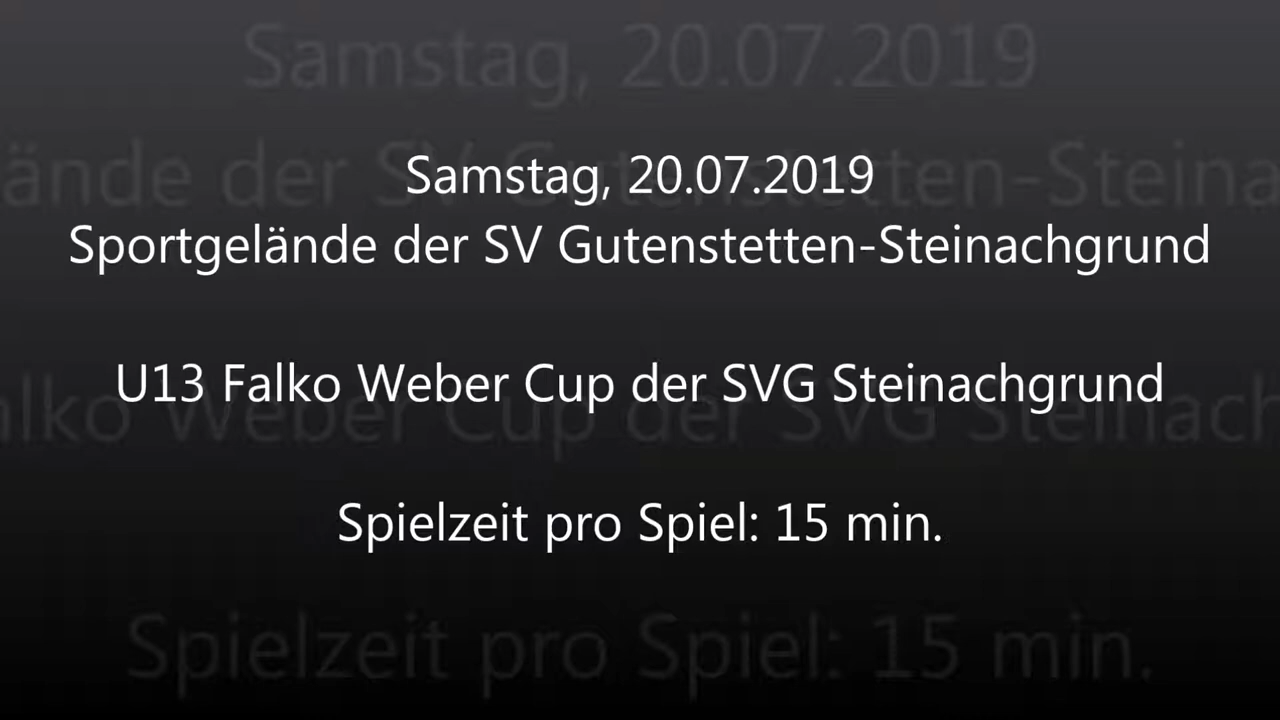 Samstag, 20.07.2019
Sportgelände der SV Gutenstetten-Steinachgrund
U13 Falko Weber Cup der SVG Steinachgrund
Spielzeit pro Spiel: 15 min.